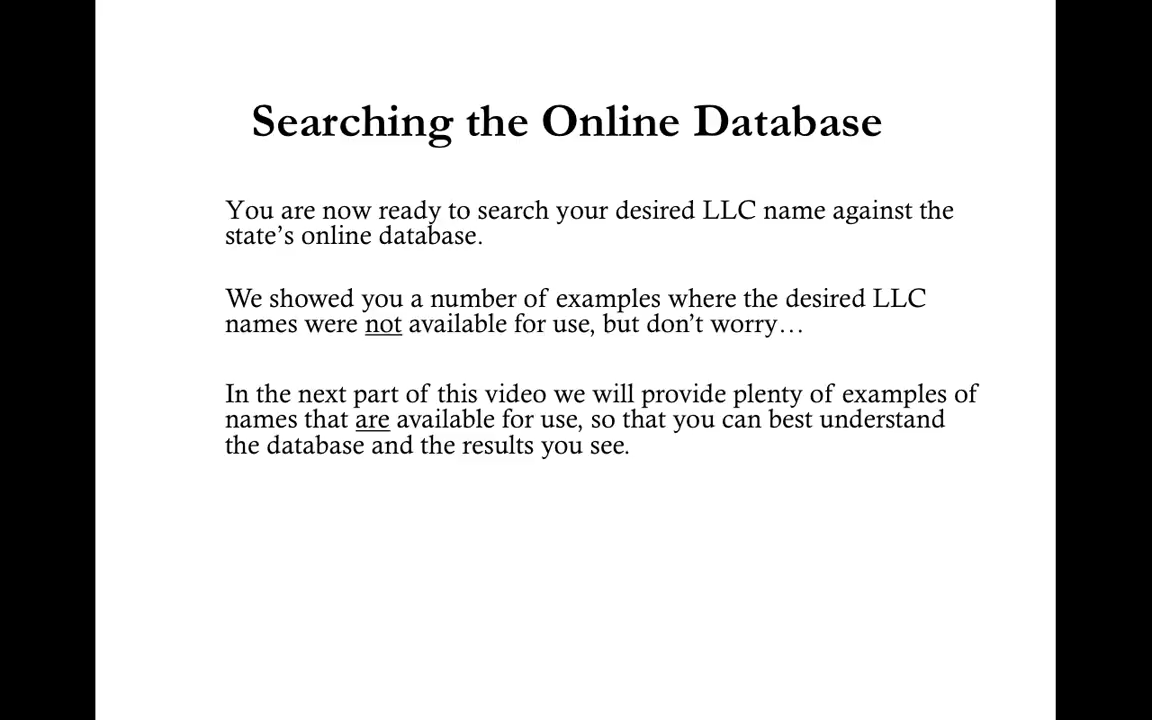 Searching the Online Database
You are now ready to search your desired LLC name against the
state’s online database.
We showed you a number of examples where the desired LLC
names were not available for use, but don’t worry…
In the next part of this video we will provide plenty of examples of
names that are available for use, so that you can best understand
the database and the results you see.